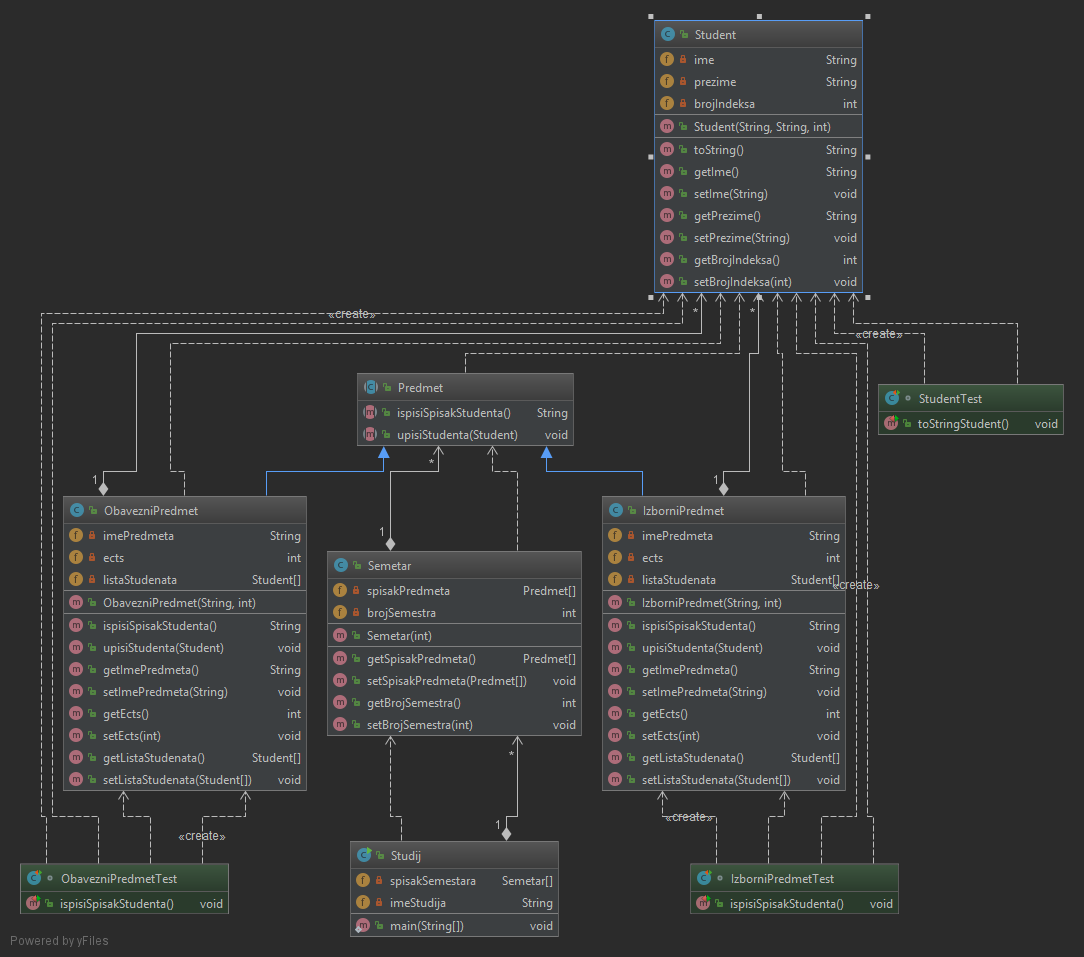 Student
ime String
prezime String
brojIndeksa int
Student(String, String, int)
toString() String
getIme() String
setIme(String) void
getPrezime() String
setPrezime(String) void
getBrojIndeksa() int
setBrojIndeksa(int) void
«create»
* *
«create»
Predmet
ispisiSpisakStudenta() String
upisiStudenta(Student) void
StudentTest
toStringStudent() void
*
1
1
1
ObavezniPredmet
imePredmeta String
ects int
listaStudenata Student[]
ObavezniPredmet(String, int)
ispisiSpisakStudenta() String
upisiStudenta(Student) void
getImePredmeta() String
setImePredmeta(String) void
getEcts() int
setEcts(int) void
getListaStudenata() Student[]
setListaStudenata(Student[]) void
Semetar
spisakPredmeta Predmet[]
brojSemestra int
Semetar(int)
getSpisakPredmeta() Predmet[]
setSpisakPredmeta(Predmet[]) void
getBrojSemestra() int
setBrojSemestra(int) void
IzborniPredmet
imePredmeta String
ects int
listaStudenata Student[]
«create»
IzborniPredmet(String, int)
ispisiSpisakStudenta() String
upisiStudenta(Student) void
getImePredmeta() String
setImePredmeta(String) void
getEcts() int
setEcts(int) void
getListaStudenata() Student[]
setListaStudenata(Student[]) void
*
«create»
1
«create»
ObavezniPredmetTest
ispisiSpisakStudenta() void
Studij
spisakSemestara Semetar[]
imeStudija String
main(String[]) void
IzborniPredmetTest
ispisiSpisakStudenta() void
Powered by yFiles